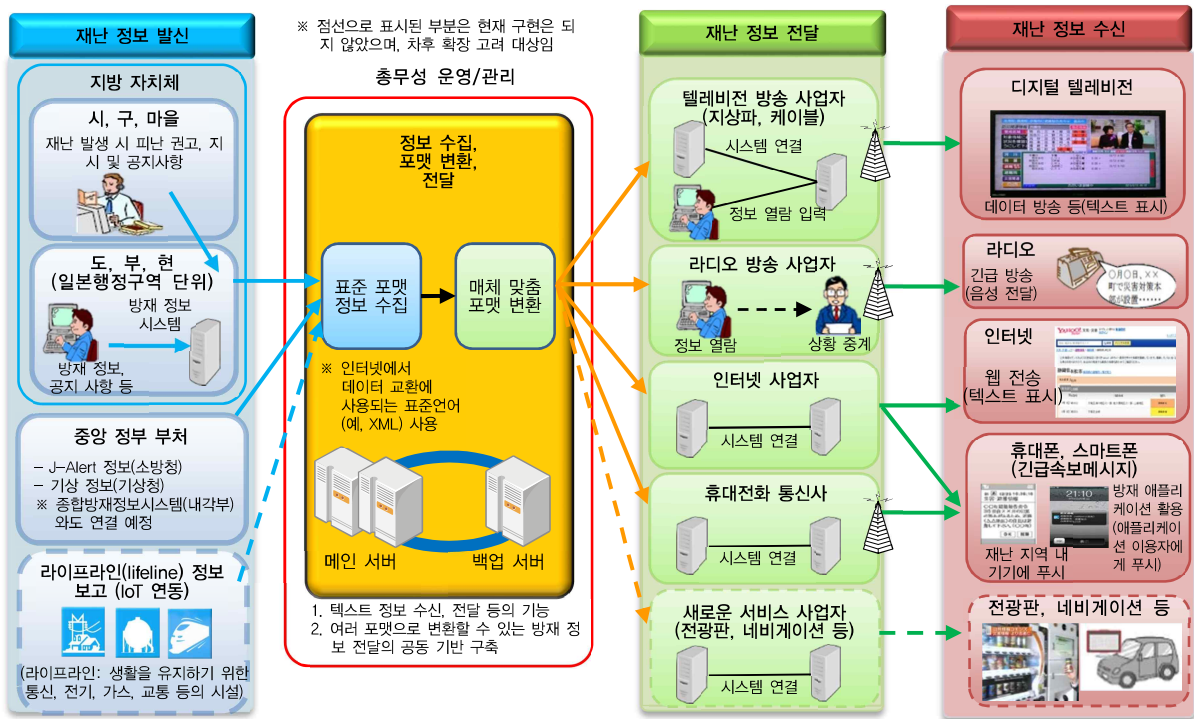 재난 정보 발신
지방 자치체
시, 구, 마을
재난 발생 시 피난 권고, 지
시 및 공지사항
도, 부, 현
(일본행정구역 단위)
방재 정보
시스템
방재 정보,
공지 사항 등
중앙 정부 부처
- J-Alert 정보(소방청)
- 기상 정보(기상청)
※ 종합방재정보시스템(내각부)
와도 연결 예정
라이프라인(lifeline) 정보
보고 (IoT 연동)
(라이프라인: 생활을 유지하기 위한
통신, 전기, 가스, 교통 등의 시설)
※ 점선으로 표시된 부분은 현재 구현은 되
지 않았으며, 차후 확장 고려 대상임
총무성 운영/관리
정보 수집,
포맷 변환,
전달
표준 포맷
정보 수집
매체 맞춤
포맷 변환
※ 인터넷에서
데이터 교환에
사용되는 표준언어
(예, XML) 사용
메인 서버
백업 서버
1. 텍스트 정보 수신, 전달 등의 기능
2. 여러 포맷으로 변환할 수 있는 방재 정
보 전달의 공동 기반 구축
재난 정보 전달
텔레비전 방송 사업자
(지상파, 케이블)
시스템 연결
정보 열람 입력
라디오 방송 사업자
정보 열람
상황 중계
인터넷 사업자
시스템 연결
휴대전화 통신사
시스템 연결
새로운 서비스 사업자
(전광판, 네비게이션 등)
시스템 연결
재난 정보 수신
디지털 텔레비전
데이터 방송 등(텍스트 표시)
라디오
긴급 방송
(음성 전달)
〇月〇日, ××
町で災害対策本
部が設置……
인터넷
웹 전송
(텍스트 표시)
Yahoo!
휴대폰, 스마트폰
(긴급속보메시지)
21:10
재난 지역 내
기기에 푸시
방재 애플리
케이션 활용
(애플리케이
션 이용자에
게 푸시)
전광판, 네비게이션 등